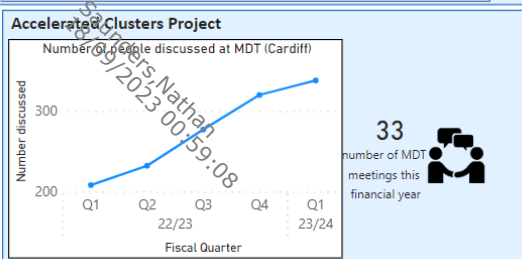 Accelerated Clusters Project
Number of people discussed at MDT (Cardiff)
Saunders, Nathan
18/09/2023 00:59:08
Number discussed
300
200
Q1 Q2 Q3 Q4 Q1
22/23 23/24
Fiscal Quarter
33
number of MDT
meetings this
financial year